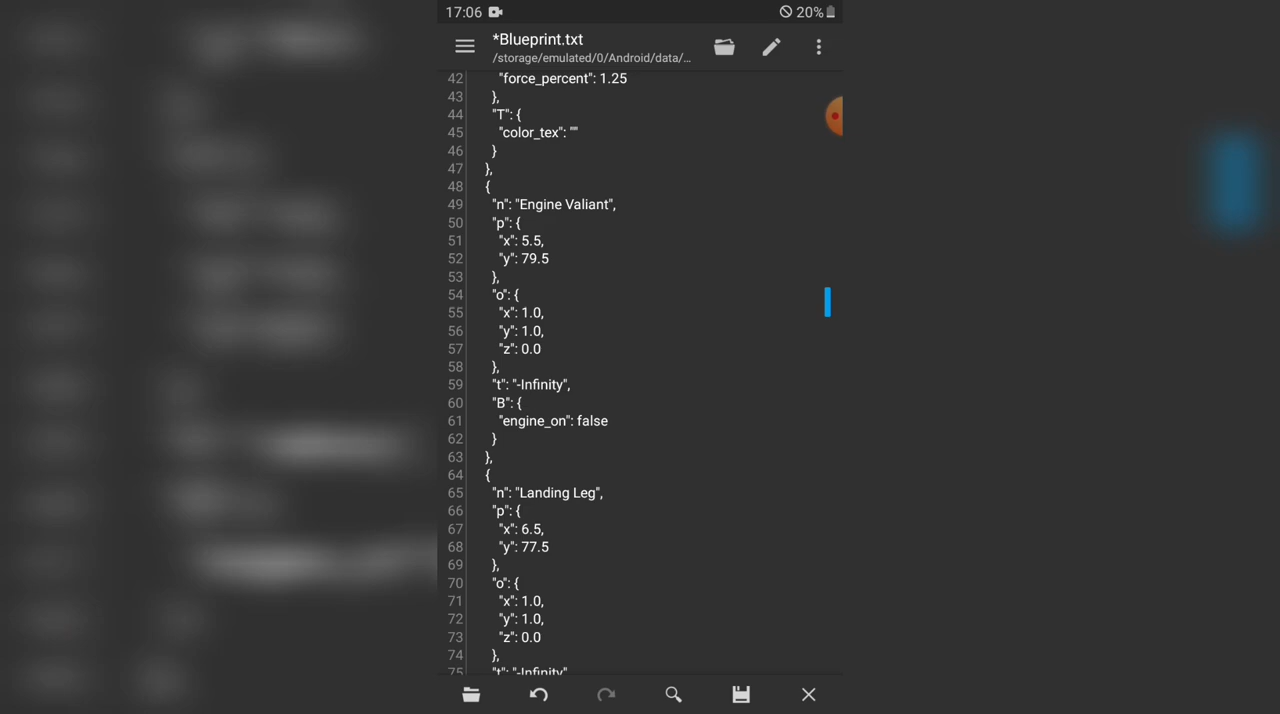 17:06 20%
*Blueprint.txt
/storage/emulated/0/Android/data/...
42 "force_percent": 1.25
43 },
44 "T": {
45 "color_tex": ""
46 }
47 },
48 {
49 "n": "Engine Valiant",
50 "p": {
51 "x": 5.5,
52 "y": 79.5
53 },
54 "o": {
55 "x": 1.0,
56 "y": 1.0,
57 "z": 0.0
58 },
59 "t": "-Infinity",
60 "B": {
61 "engine_on": false
62 }
63 },
64 {
65 "n": "Landing Leg",
66 "p": {
67 "x": 6.5,
68 "y": 77.5
69 },
70 "o": {
71 "x": 1.0,
72 "y": 1.0,
73 "z": 0.0
74 },
75 "t": "-Infinity"